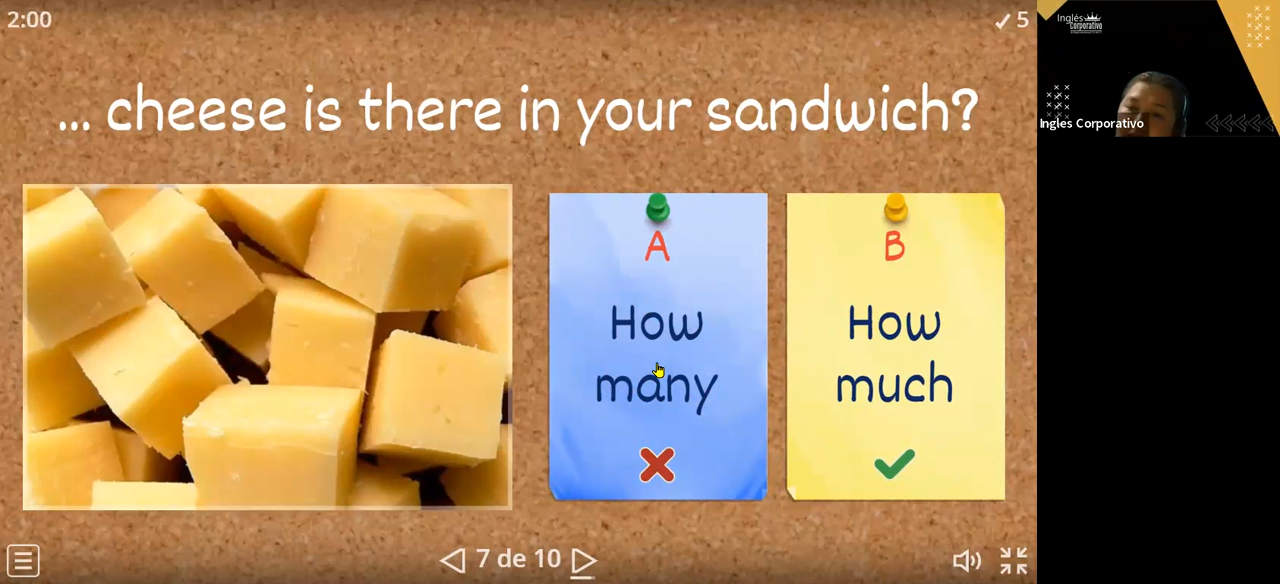 2:00
✓ 5
... cheese is there in your sandwich?
A
How
many
B
How
much
7 de 10
Inglés
Corporativo
Ingles Corporativo